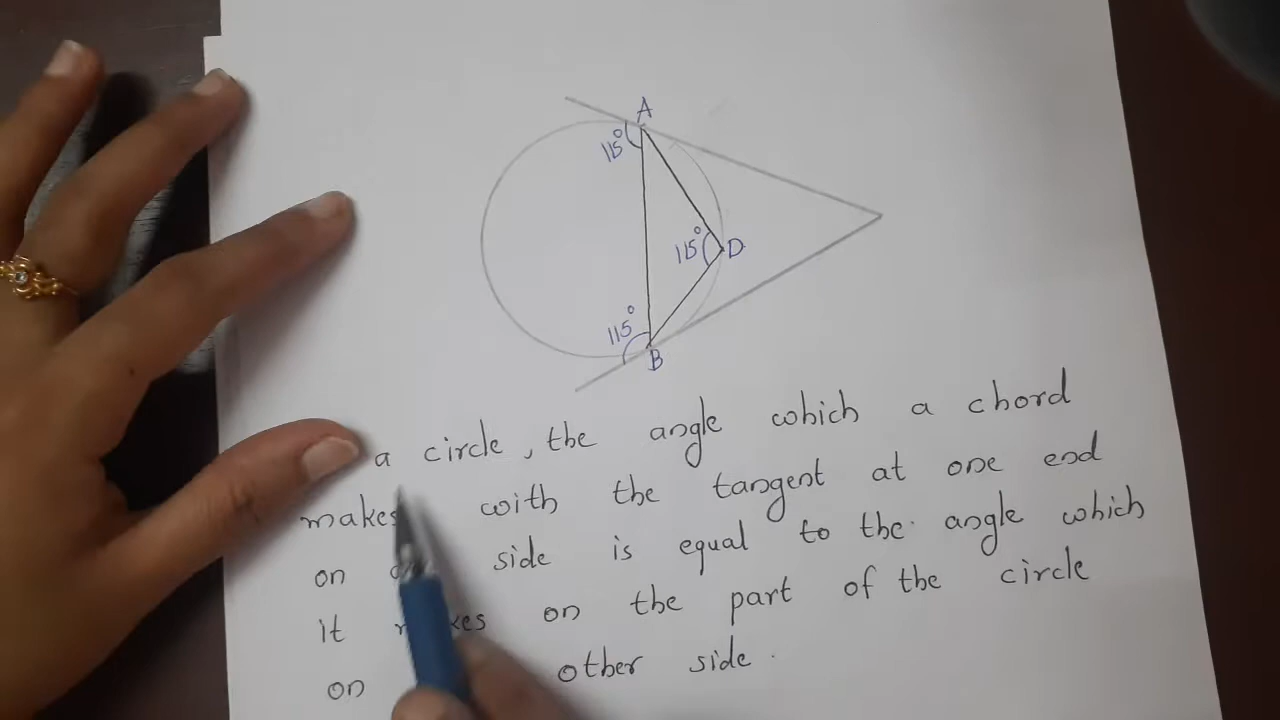 A
115°
115° D
115°
B
a circle, the angle which a chord
makes with the tangent at one end
on side is equal to the angle which
it on the part of the circle
on other side.